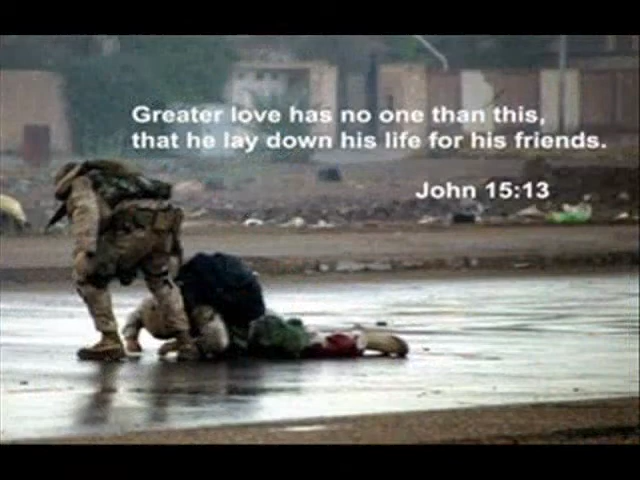 Greater love has no one than this,
that he lay down his life for his friends.
John 15:13